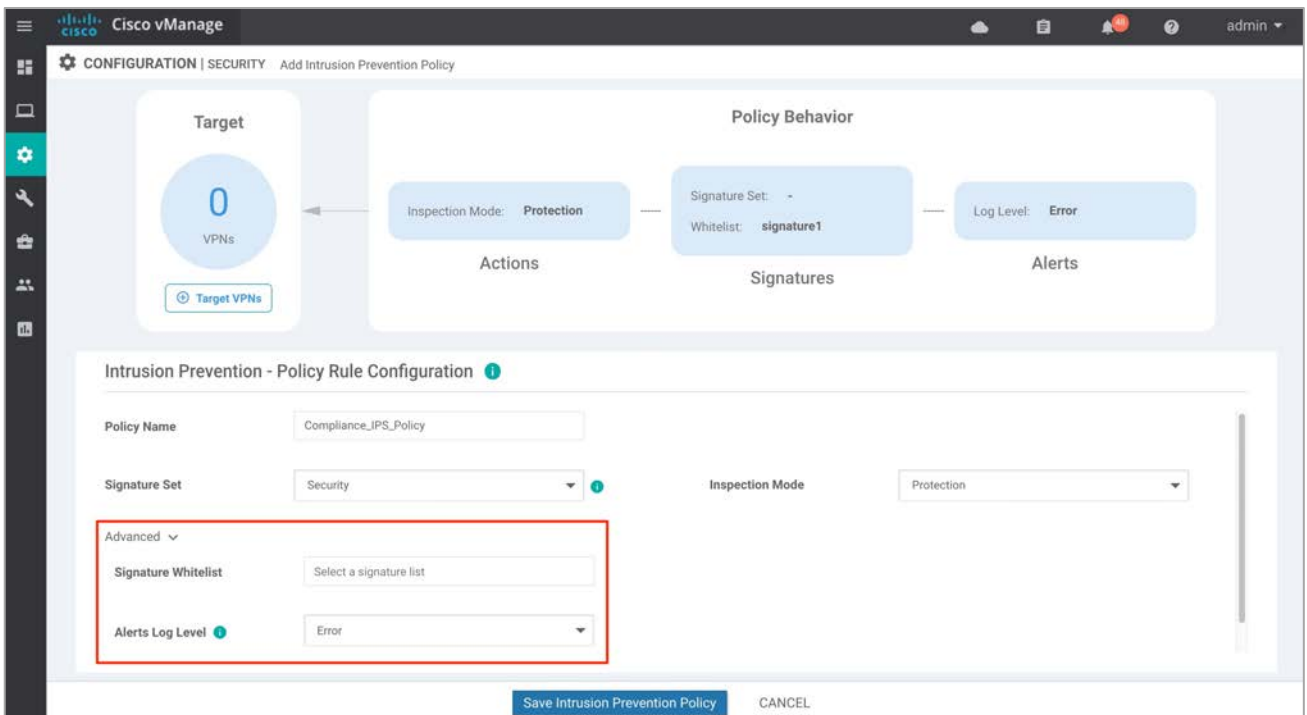 cisco Cisco vManage 48 admin
CONFIGURATION | SECURITY Add Intrusion Prevention Policy
Target
0
VPNs
Target VPNs
Policy Behavior
Inspection Mode: Protection
Actions
Signature Set: -
Whitelist: signature1
Signatures
Log Level: Error
Alerts
Intrusion Prevention - Policy Rule Configuration
Policy Name Compliance_IPS_Policy
Signature Set Security Inspection Mode Protection
Advanced
Signature Whitelist Select a signature list
Alerts Log Level Error
Save Intrusion Prevention Policy CANCEL